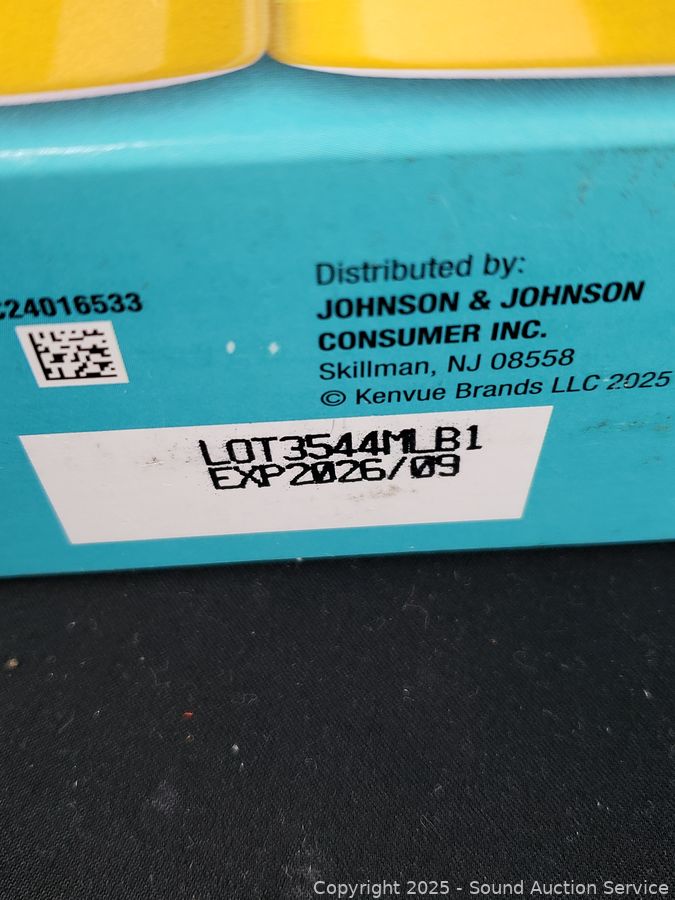 24016533
Distributed by:
JOHNSON & JOHNSON
CONSUMER INC.
Skillman, NJ 08558
© Kenvue Brands LLC 2025
LOT3544MLB1
EXP2026/09
Copyright 2025 - Sound Auction Service